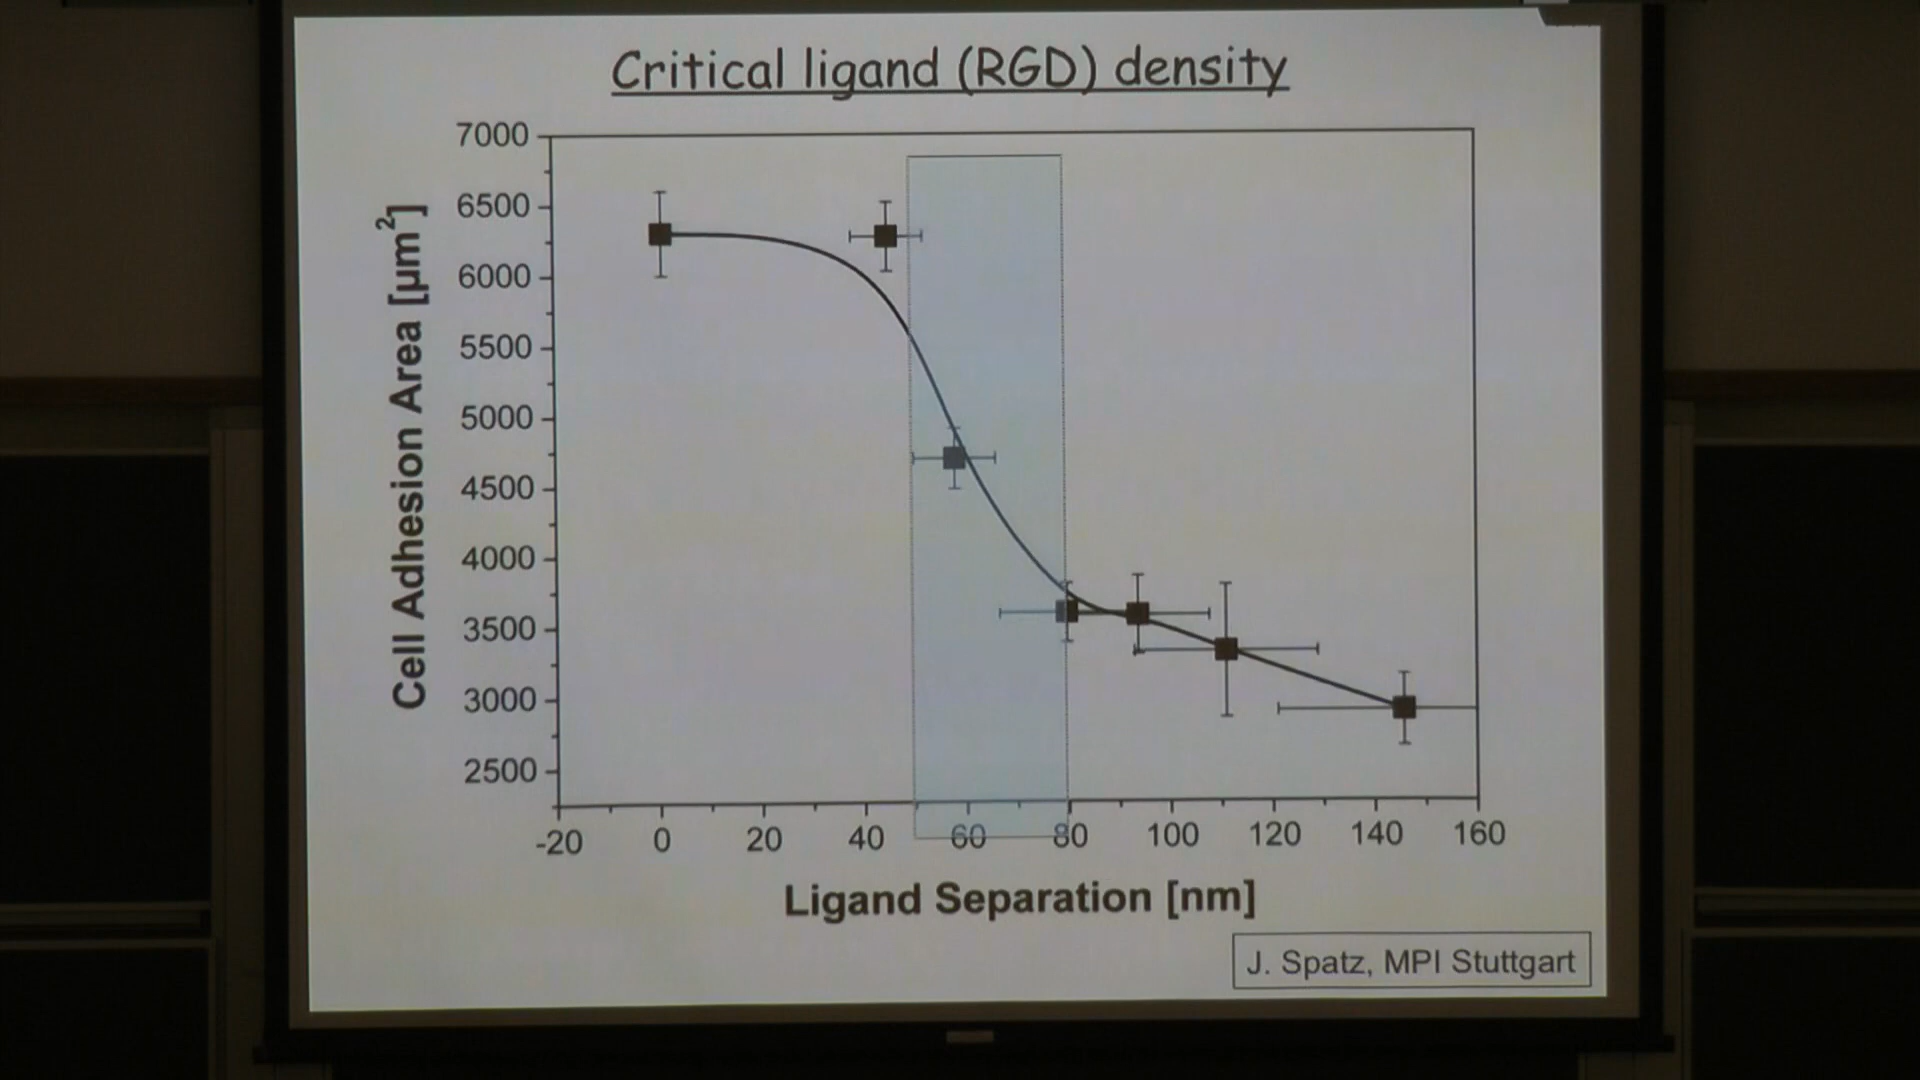 Critical ligand (RGD) density
7000
6500
6000
5500
5000
4500
4000
3500
3000
2500
Cell Adhesion Area [µm²]
-20 0 20 40 60 80 100 120 140 160
Ligand Separation [nm]
J. Spatz, MPI Stuttgart